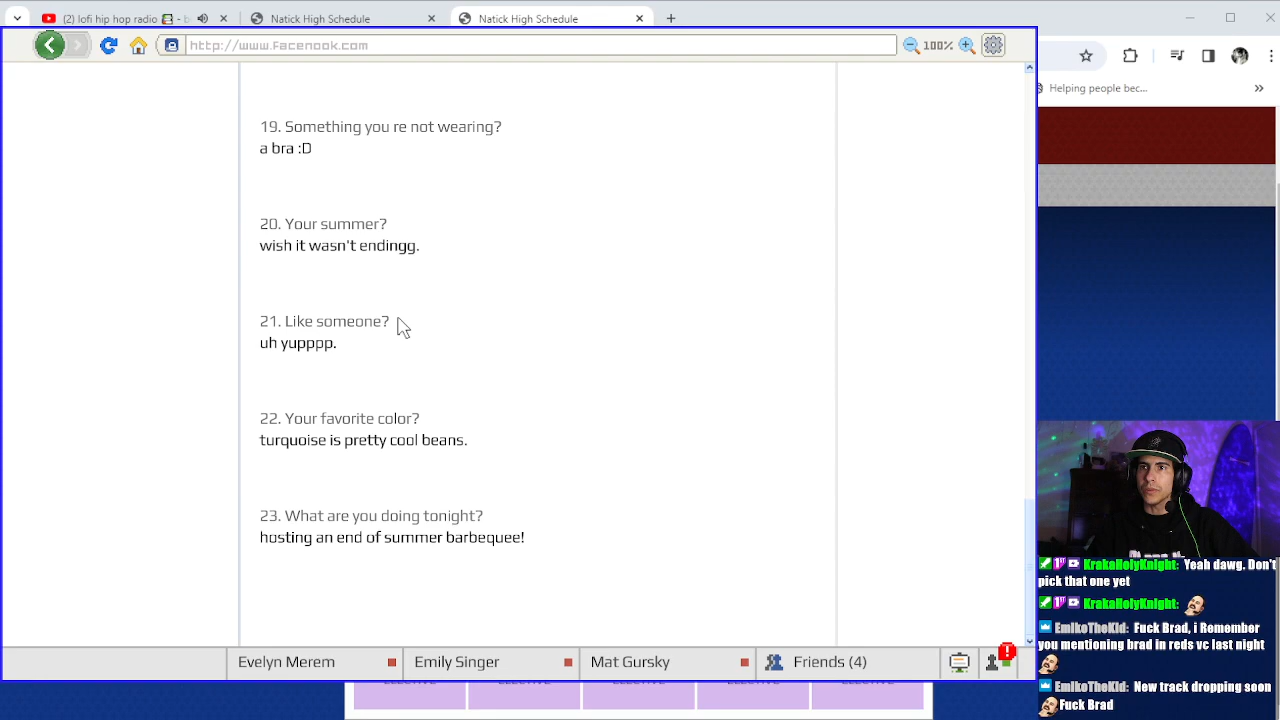 (2) lofi hip hop radio
Natick High Schedule
Natick High Schedule
http://www.facenook.com
100%
Helping people bec...
19. Something you re not wearing?
a bra :D
20. Your summer?
wish it wasn't endingg.
21. Like someone?
uh yupppp.
22. Your favorite color?
turquoise is pretty cool beans.
23. What are you doing tonight?
hosting an end of summer barbequee!
KrakaHolyKnight: Yeah dawg. Don't
pick that one yet
KrakaHolyKnight:
EmikoTheKid: Fuck Brad, i Remember
you mentioning brad in reds vc last night
EmikoTheKid: New track dropping soon
Fuck Brad
Evelyn Merem
Emily Singer
Mat Gursky
Friends (4)